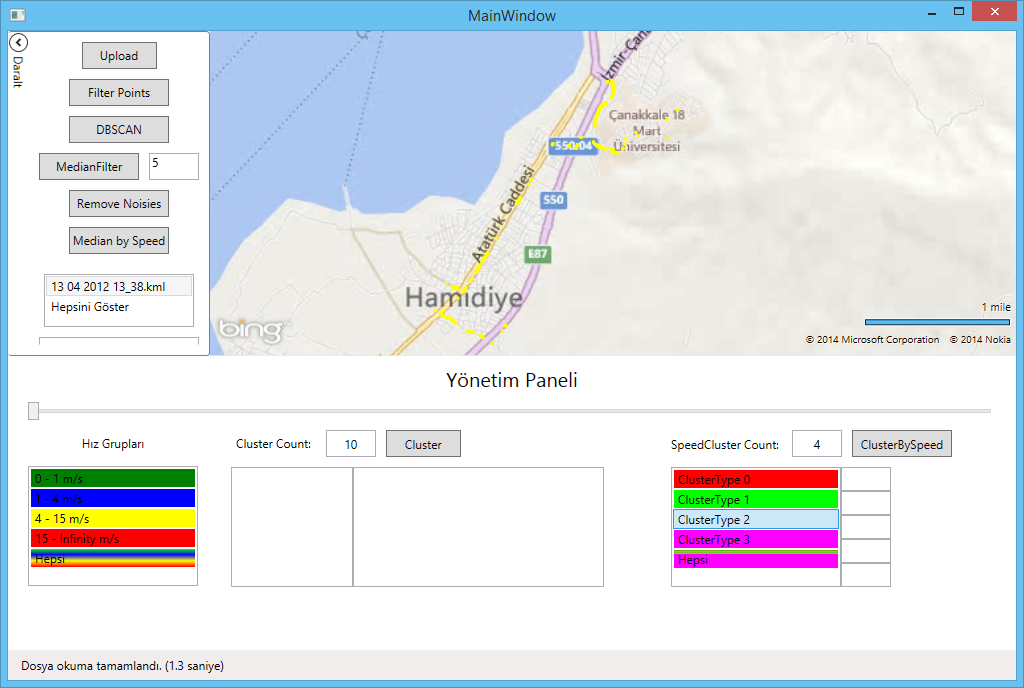 MainWindow
Daralt
Upload
Filter Points
DBSCAN
MedianFilter
5
Remove Noisies
Median by Speed
13 04 2012 13_38.kml
Hepsini Göster
İzmir-Çana
Çanakkale 18
Mart
Üniversitesi
550-04
550
Atatürk Caddesi
E87
Hamidiye
bing
1 mile
© 2014 Microsoft Corporation © 2014 Nokia
Yönetim Paneli
Hız Grupları
Cluster Count:
10
Cluster
SpeedCluster Count:
4
ClusterBySpeed
0 - 1 m/s
1 - 4 m/s
4 - 15 m/s
15 - Infinity m/s
Hepsi
ClusterType 0
ClusterType 1
ClusterType 2
ClusterType 3
Hepsi
Dosya okuma tamamlandı. (1.3 saniye)